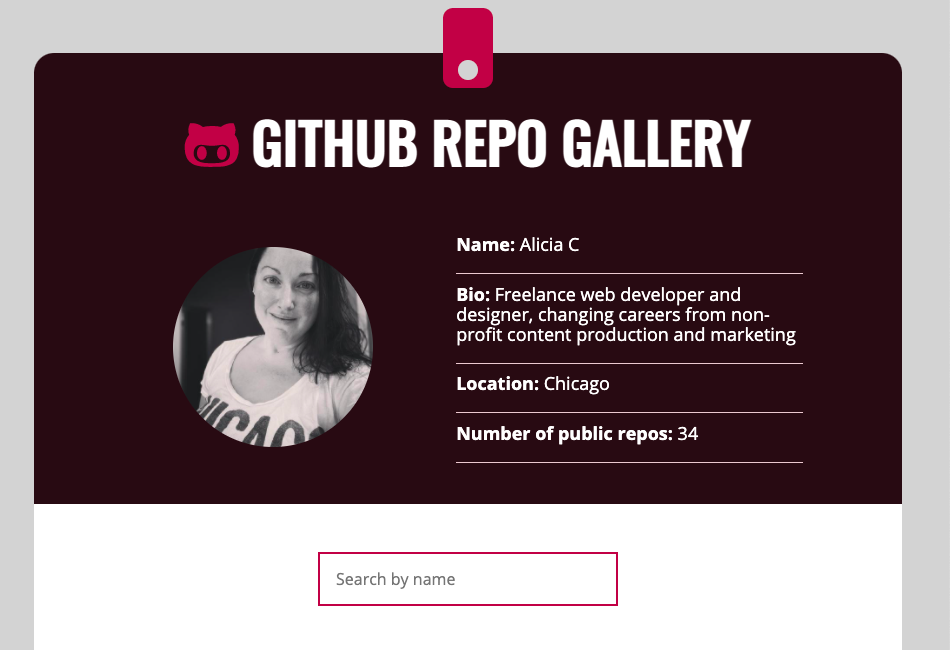 GITHUB REPO GALLERY
Name: Alicia C
Bio: Freelance web developer and
designer, changing careers from non-
profit content production and marketing
Location: Chicago
Number of public repos: 34
Search by name